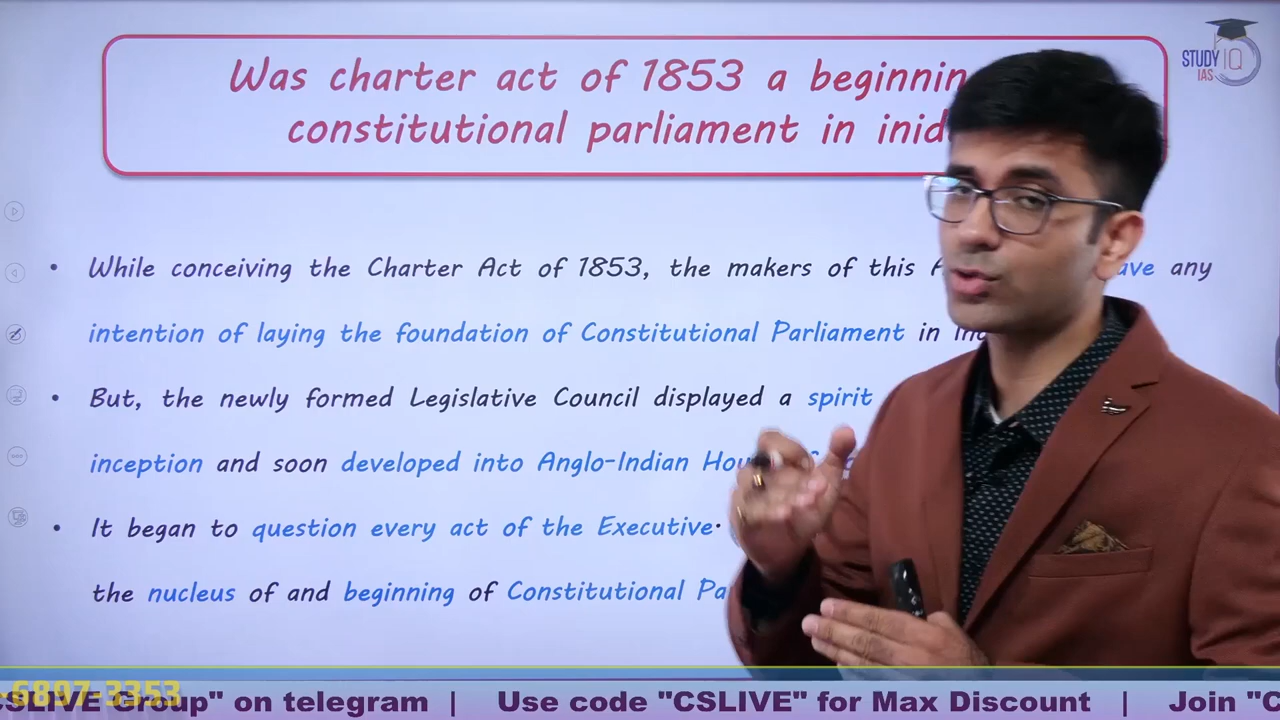 Was charter act of 1853 a beginnin
constitutional parliament in inid
STUDY IQ
IAS
While conceiving the Charter Act of 1853, the makers of this A ave any
intention of laying the foundation of Constitutional Parliament in
• But, the newly formed Legislative Council displayed a spirit
inception and soon developed into Anglo-Indian
• It began to question every act of the Executive.
the nucleus of and beginning of Constitutional Pa
-6897-3353
CSLIVE Group" on telegram | Use code "CSLIVE" for Max Discount | Join "C